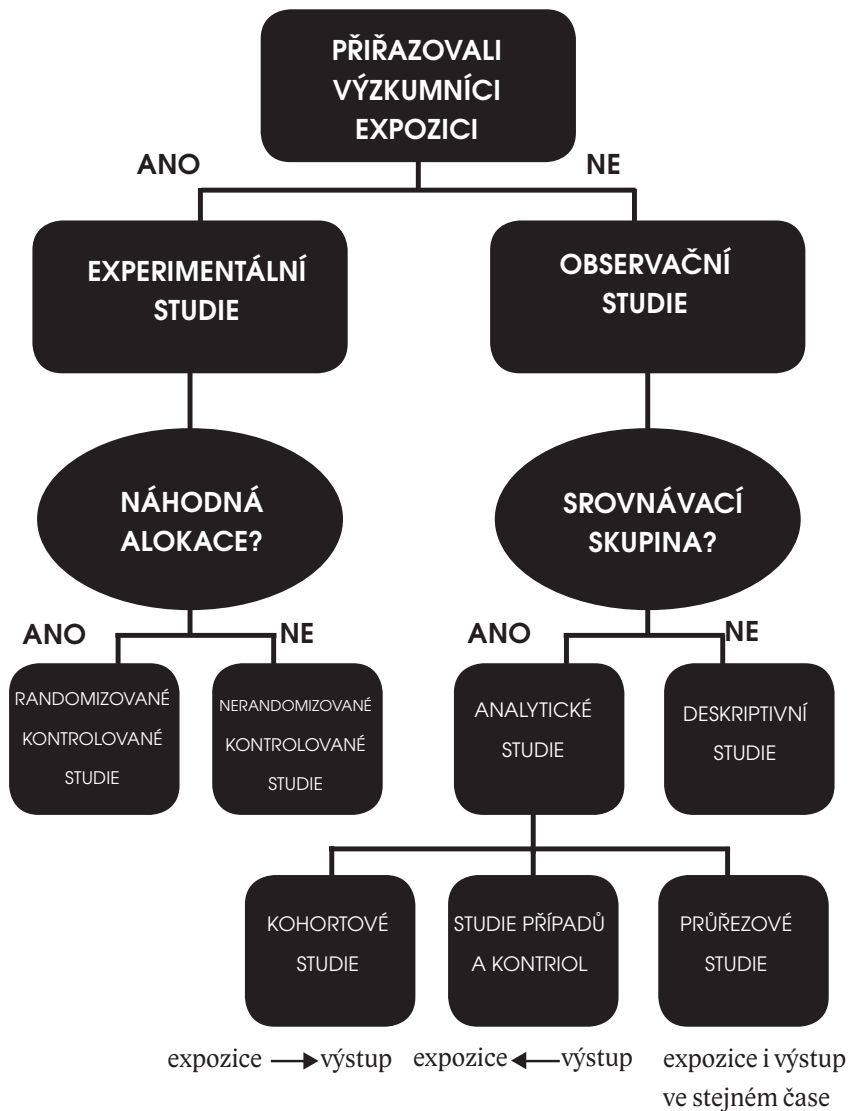 PŘIŘAZOVALI
VÝZKUMNÍCI
EXPOZICI
ANO
NE
EXPERIMENTÁLNÍ
STUDIE
OBSERVAČNÍ
STUDIE
NÁHODNÁ
ALOKACE?
SROVNÁVACÍ
SKUPINA?
ANO
NE
ANO
NE
RANDOMIZOVANÉ
KONTROLOVANÉ
STUDIE
NERANDOMIZOVANÉ
KONTROLOVANÉ
STUDIE
ANALYTICKÉ
STUDIE
DESKRIPTIVNÍ
STUDIE
KOHORTOVÉ
STUDIE
STUDIE PŘÍPADŮ
A KONTRIOL
PRŮŘEZOVÉ
STUDIE
expozice → výstup
expozice ← výstup
expozice i výstup
ve stejném čase